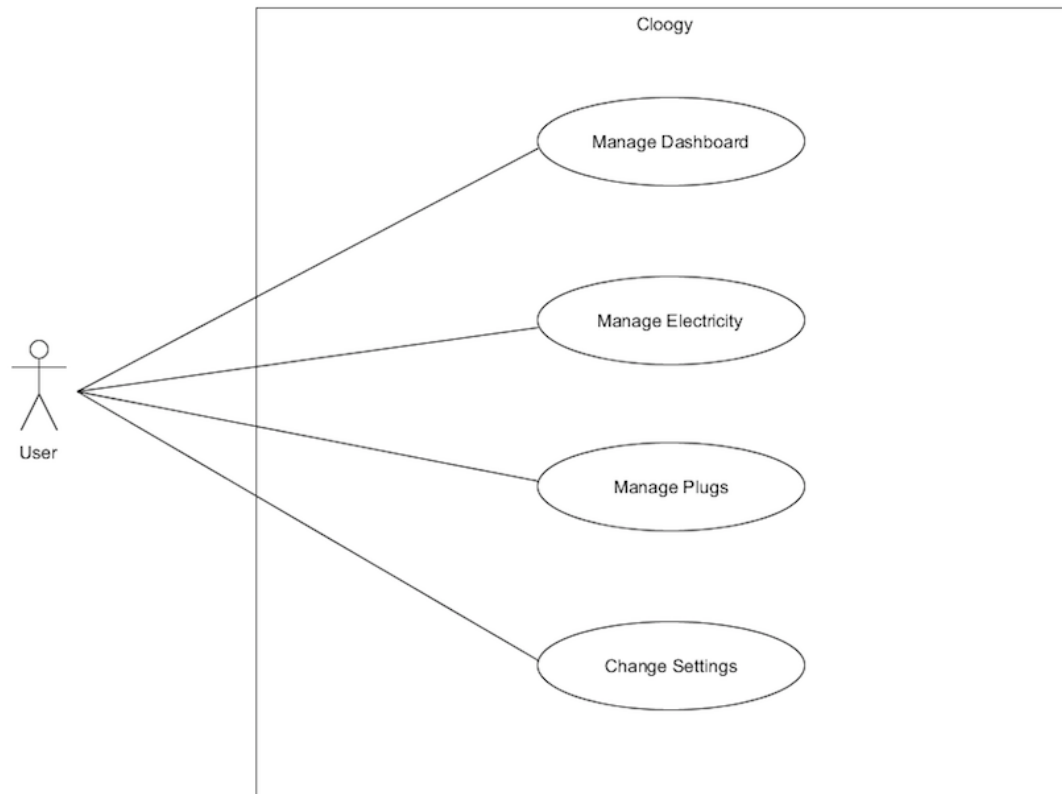 Cloogy
Manage Dashboard
Manage Electricity
User
Manage Plugs
Change Settings